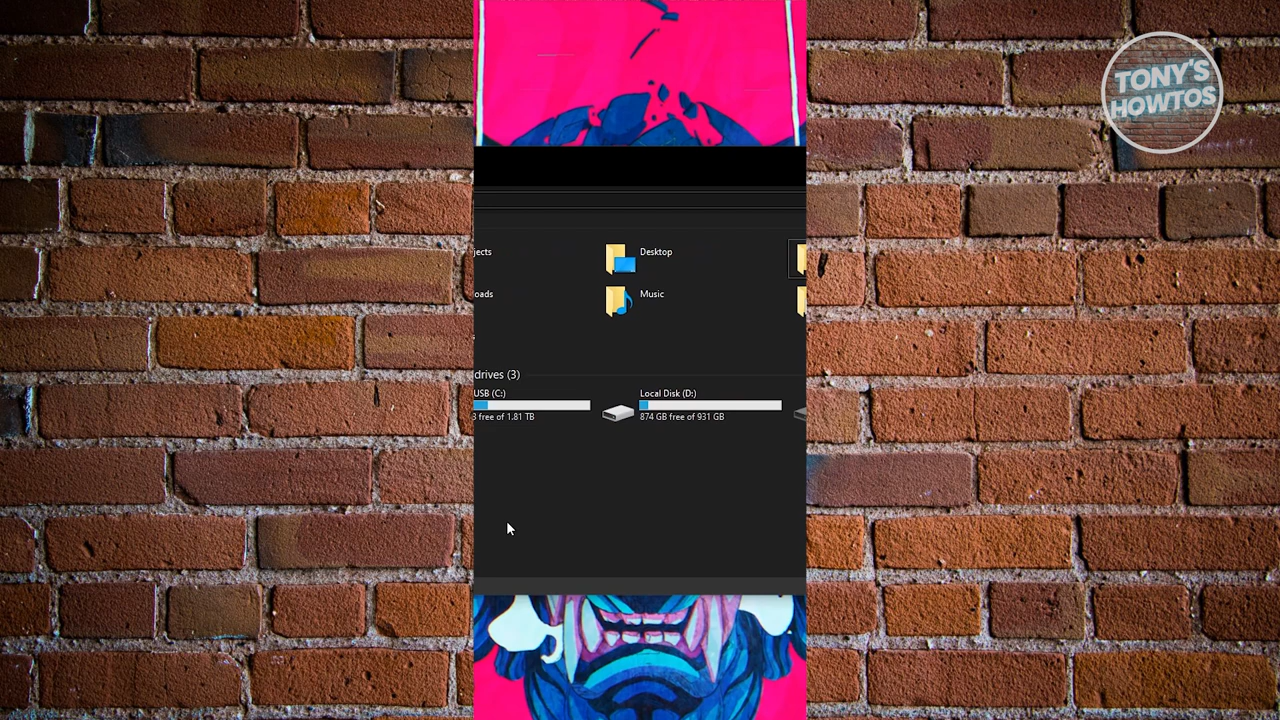 TONY'S
HOWTOS
jects
Desktop
oads
Music
drives (3)
USB (C:)
Local Disk (D:)
free of 1.81 TB
874 GB free of 931 GB